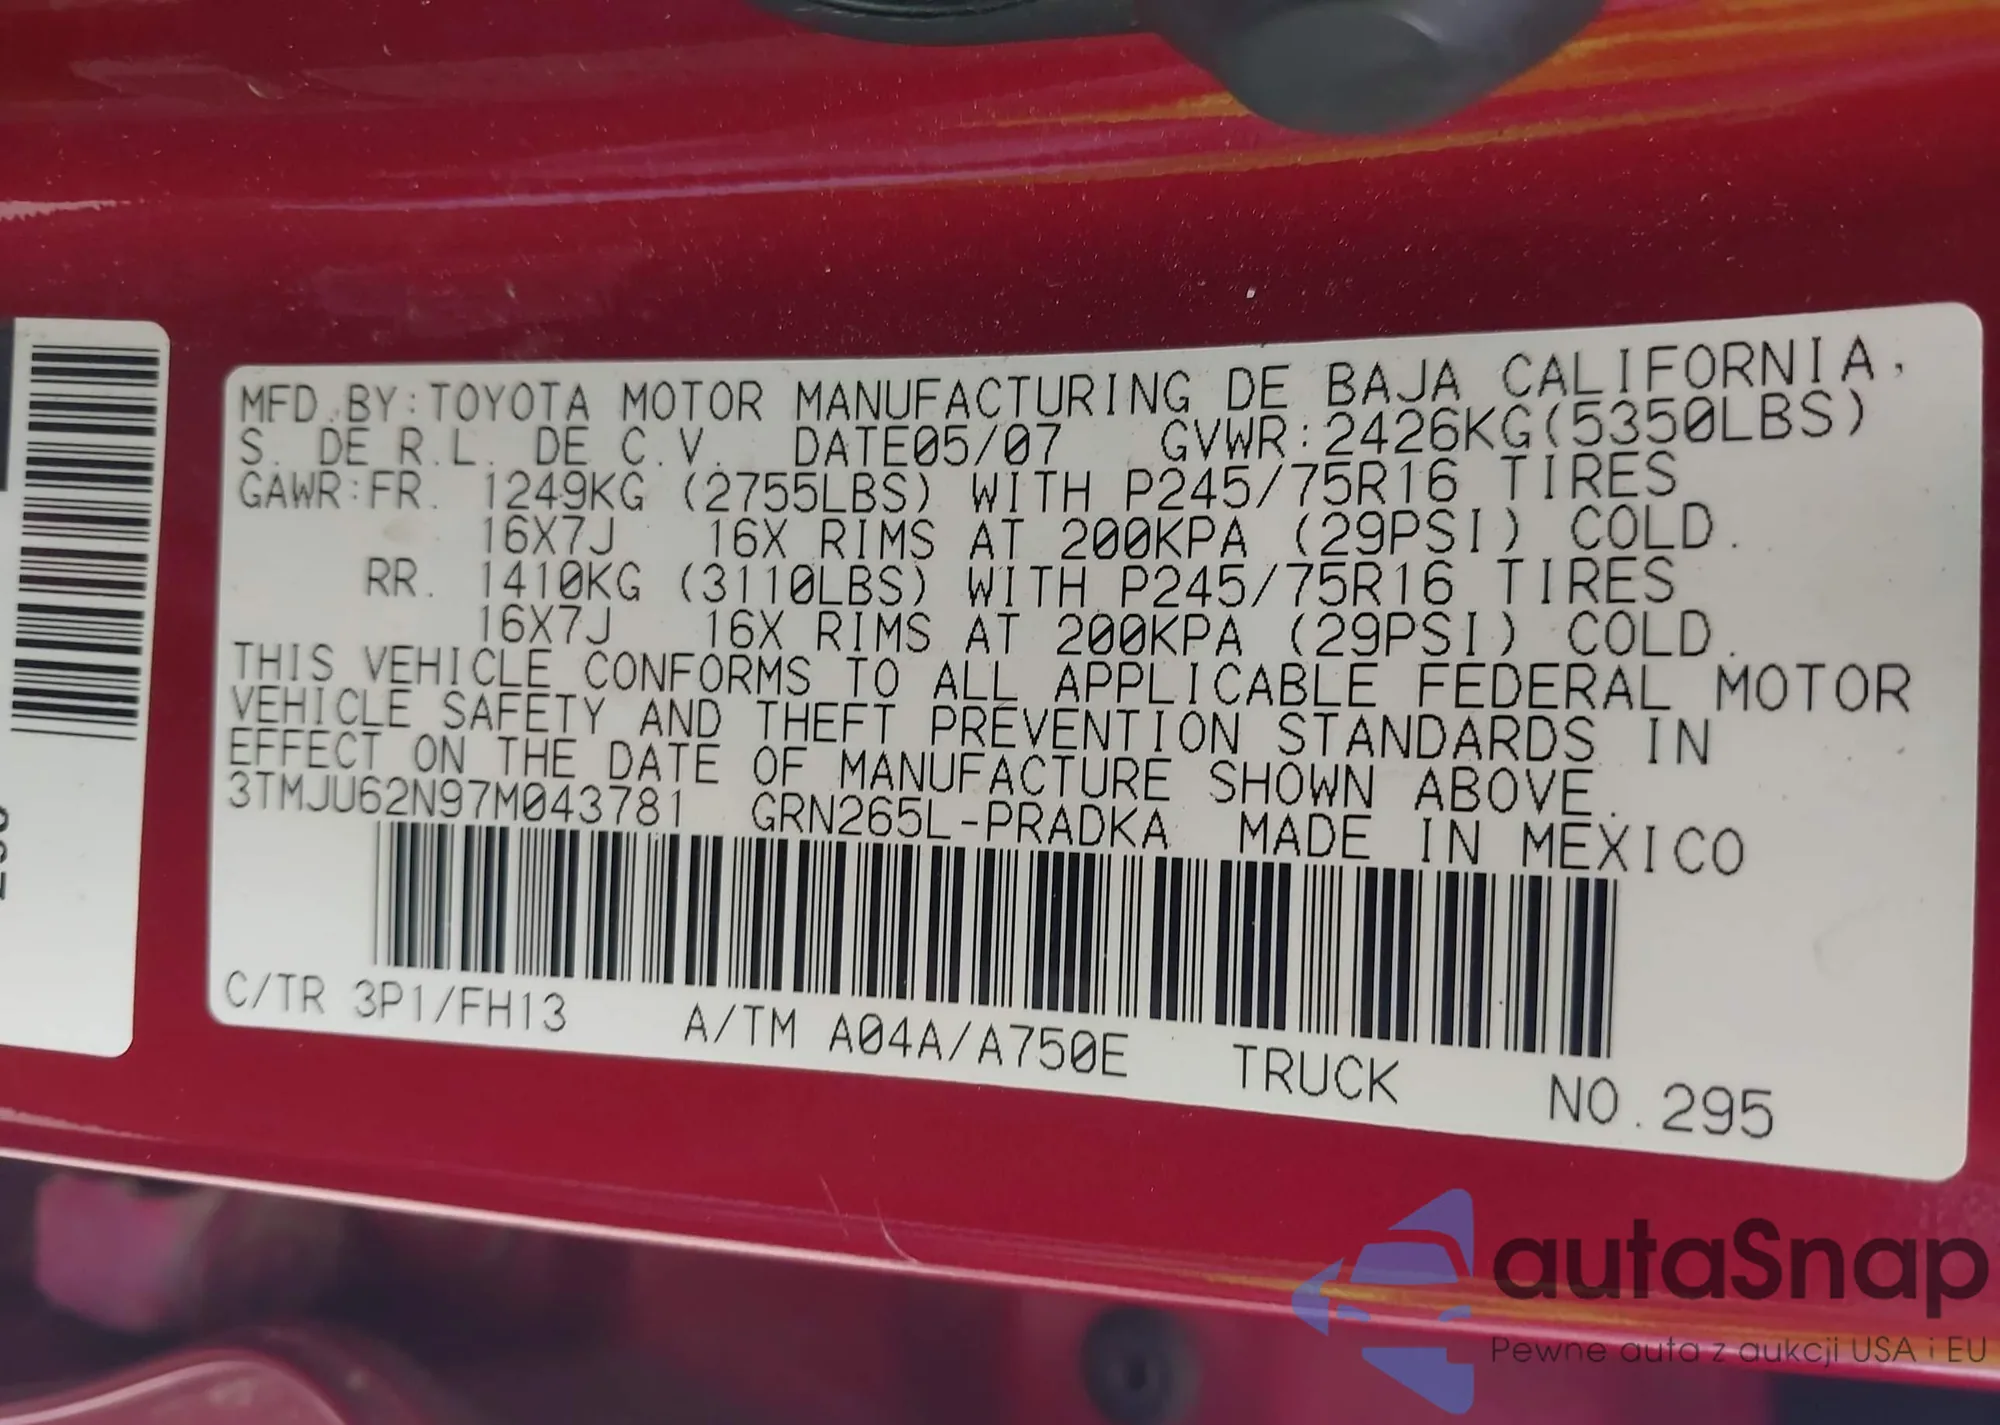 MFD.BY:TOYOTA MOTOR MANUFACTURING DE BAJA CALIFORNIA,
S. DE R.L. DE C.V. DATE05/07 GVWR:2426KG(5350LBS)
GAWR:FR. 1249KG (2755LBS) WITH P245/75R16 TIRES
16X7J 16X RIMS AT 200KPA (29PSI) COLD.
RR. 1410KG (3110LBS) WITH P245/75R16 TIRES
16X7J 16X RIMS AT 200KPA (29PSI) COLD.
THIS VEHICLE CONFORMS TO ALL APPLICABLE FEDERAL MOTOR
VEHICLE SAFETY AND THEFT PREVENTION STANDARDS IN
EFFECT ON THE DATE OF MANUFACTURE SHOWN ABOVE.
3TMJU62N97M043781 GRN265L-PRADKA MADE IN MEXICO
C/TR 3P1/FH13 A/TM A04A/A750E TRUCK NO.295
autaSnap
Pewne auta z aukcji USA i EU